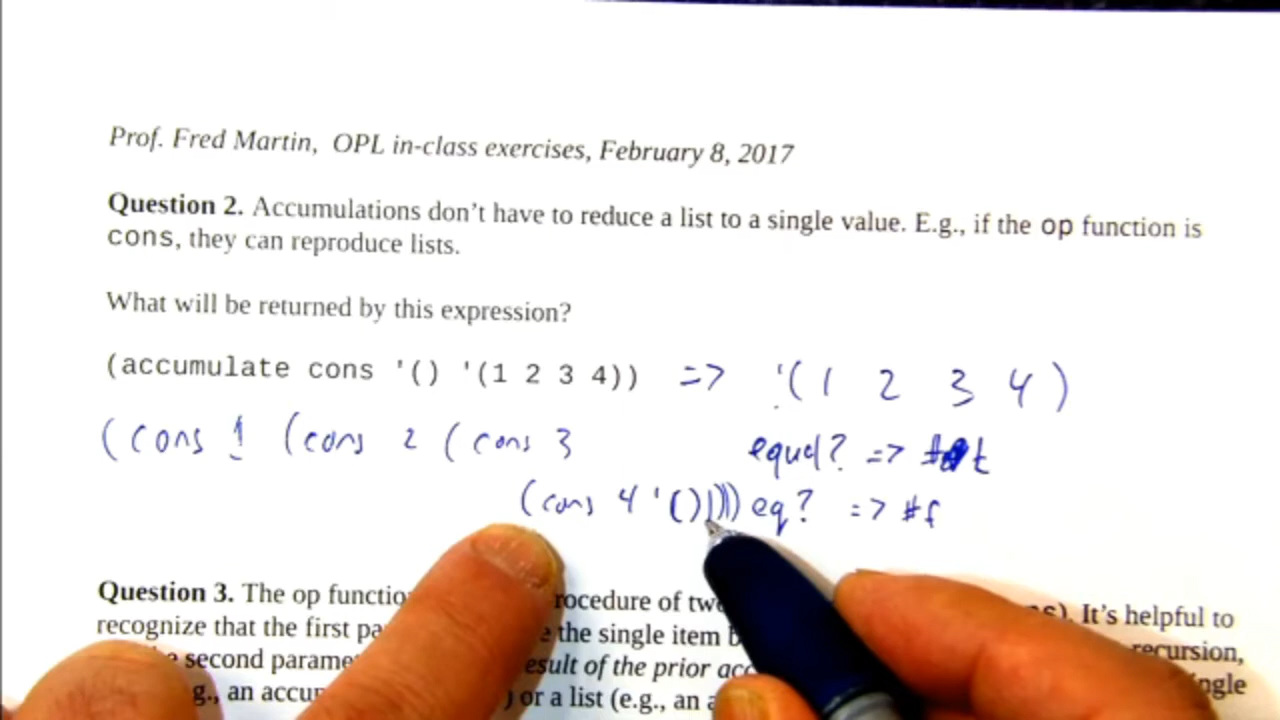 Prof. Fred Martin, OPL in-class exercises, February 8, 2017
Question 2. Accumulations don't have to reduce a list to a single value. E.g., if the op function is
cons, they can reproduce lists.
What will be returned by this expression?
(accumulate cons '() '(1 2 3 4)) => '( 1 2 3 4 )
(cons 1 (cons 2 (cons 3
equal? => #t
(cons 4 '()))))
eq? => #f
Question 3. The op functio rocedure of tw It's helpful to
recognize that the first pa the single item recursion,
second parame esult of the prior
g., an accu ) or a list (e.g., an